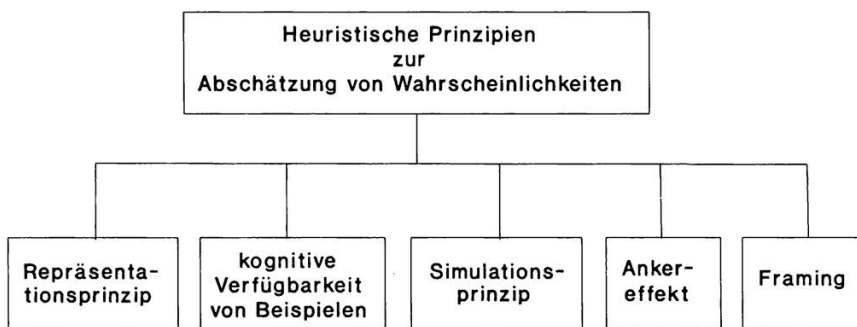 Heuristische Prinzipien
zur
Abschätzung von Wahrscheinlichkeiten
Repräsenta-
tionsprinzip
kognitive
Verfügbarkeit
von Beispielen
Simulations-
prinzip
Anker-
effekt
Framing